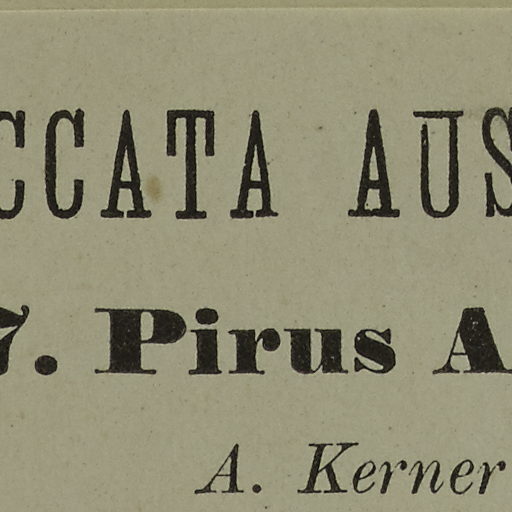 CCATA AUS
7. Pirus A
A. Kerner